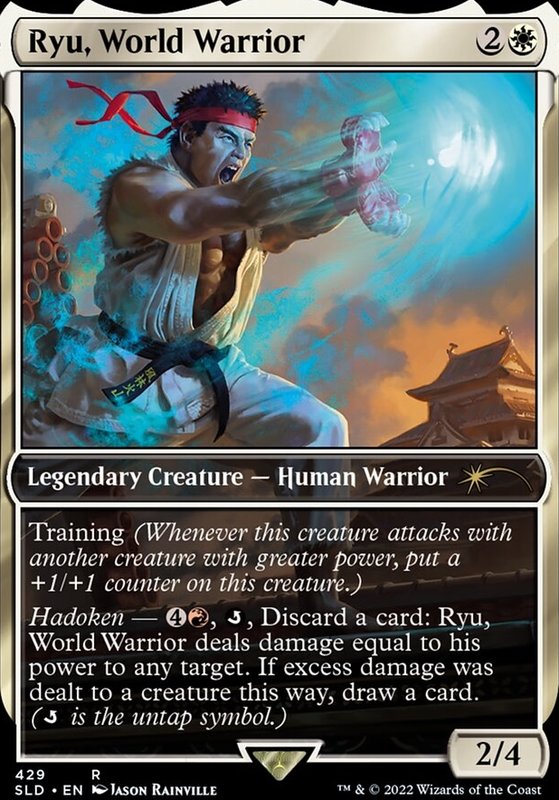 Ryu, World Warrior 2
Legendary Creature — Human Warrior
Training (Whenever this creature attacks with
another creature with greater power, put a
+1/+1 counter on this creature.)
Hadoken — 4, , Discard a card: Ryu,
World Warrior deals damage equal to his
power to any target. If excess damage was
dealt to a creature this way, draw a card.
( is the untap symbol.)
2/4
429 R
SLD • EN Jason Rainville ™ & © 2022 Wizards of the Coast